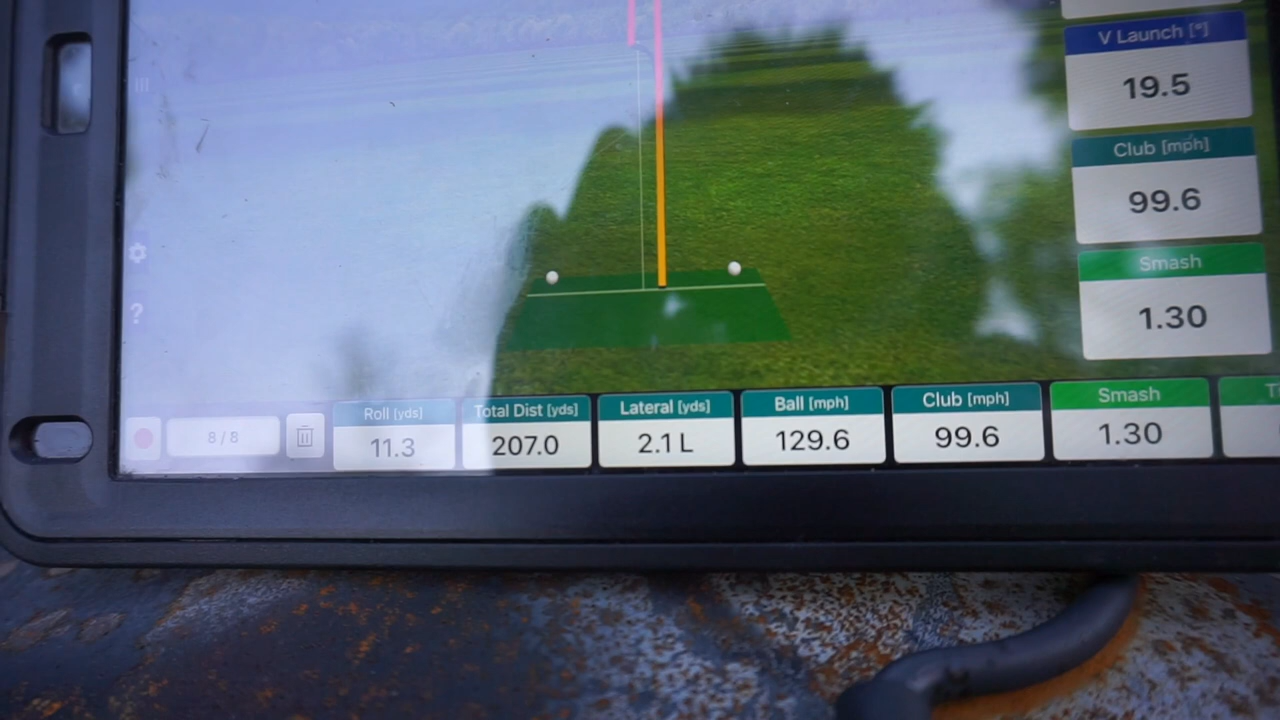 V Launch [°]
19.5
Club [mph]
99.6
Smash
1.30
?
8 / 8
Roll [yds]
11.3
Total Dist [yds]
207.0
Lateral [yds]
2.1 L
Ball [mph]
129.6
Club [mph]
99.6
Smash
1.30
T